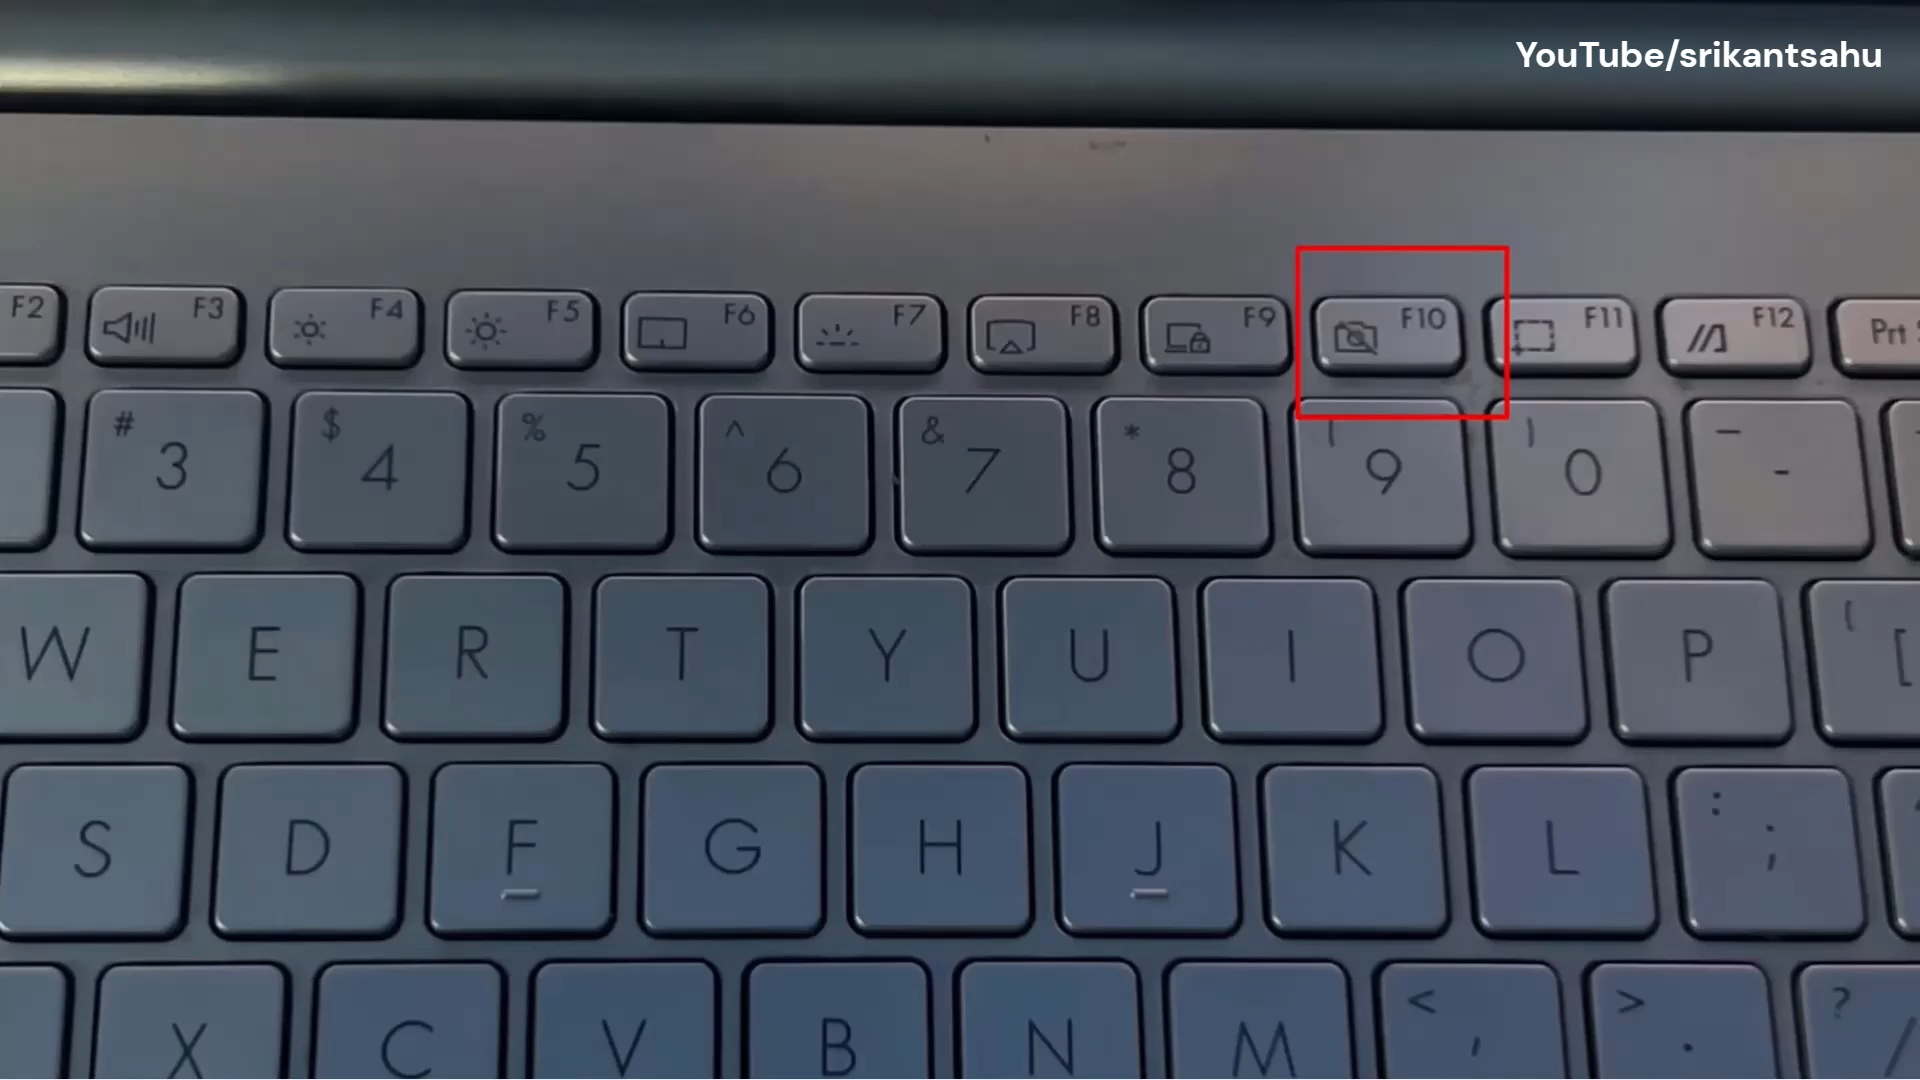 YouTube/srikantsahu
F2 F3 F4 F5 F6 F7 F8 F9 F10 F11 F12 Prt
# 3 $ 4 % 5 ^ 6 & 7 * 8 ( 9 ) 0 _ -
W E R T Y U I O P { [
S D F G H J K L : ;
X C V B N M < , > . ? /